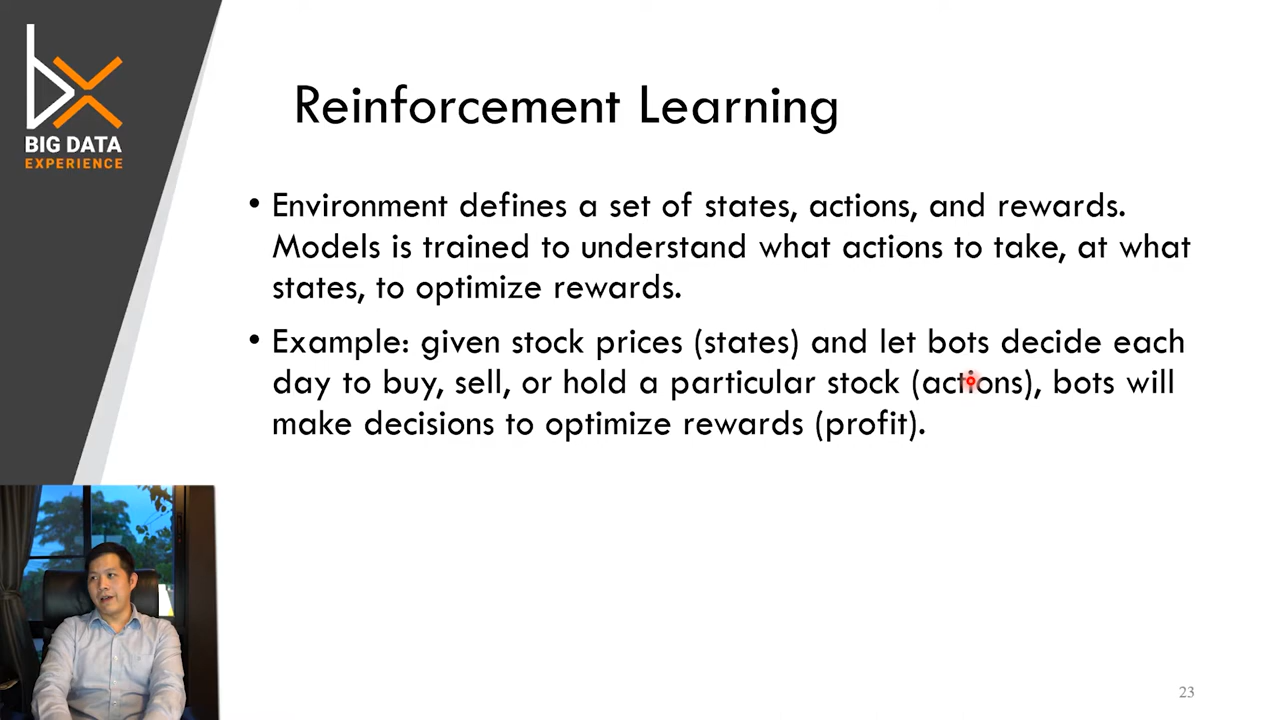 BIG DATA
EXPERIENCE
Reinforcement Learning
• Environment defines a set of states, actions, and rewards.
Models is trained to understand what actions to take, at what
states, to optimize rewards.
• Example: given stock prices (states) and let bots decide each
day to buy, sell, or hold a particular stock (actions), bots will
make decisions to optimize rewards (profit).
23